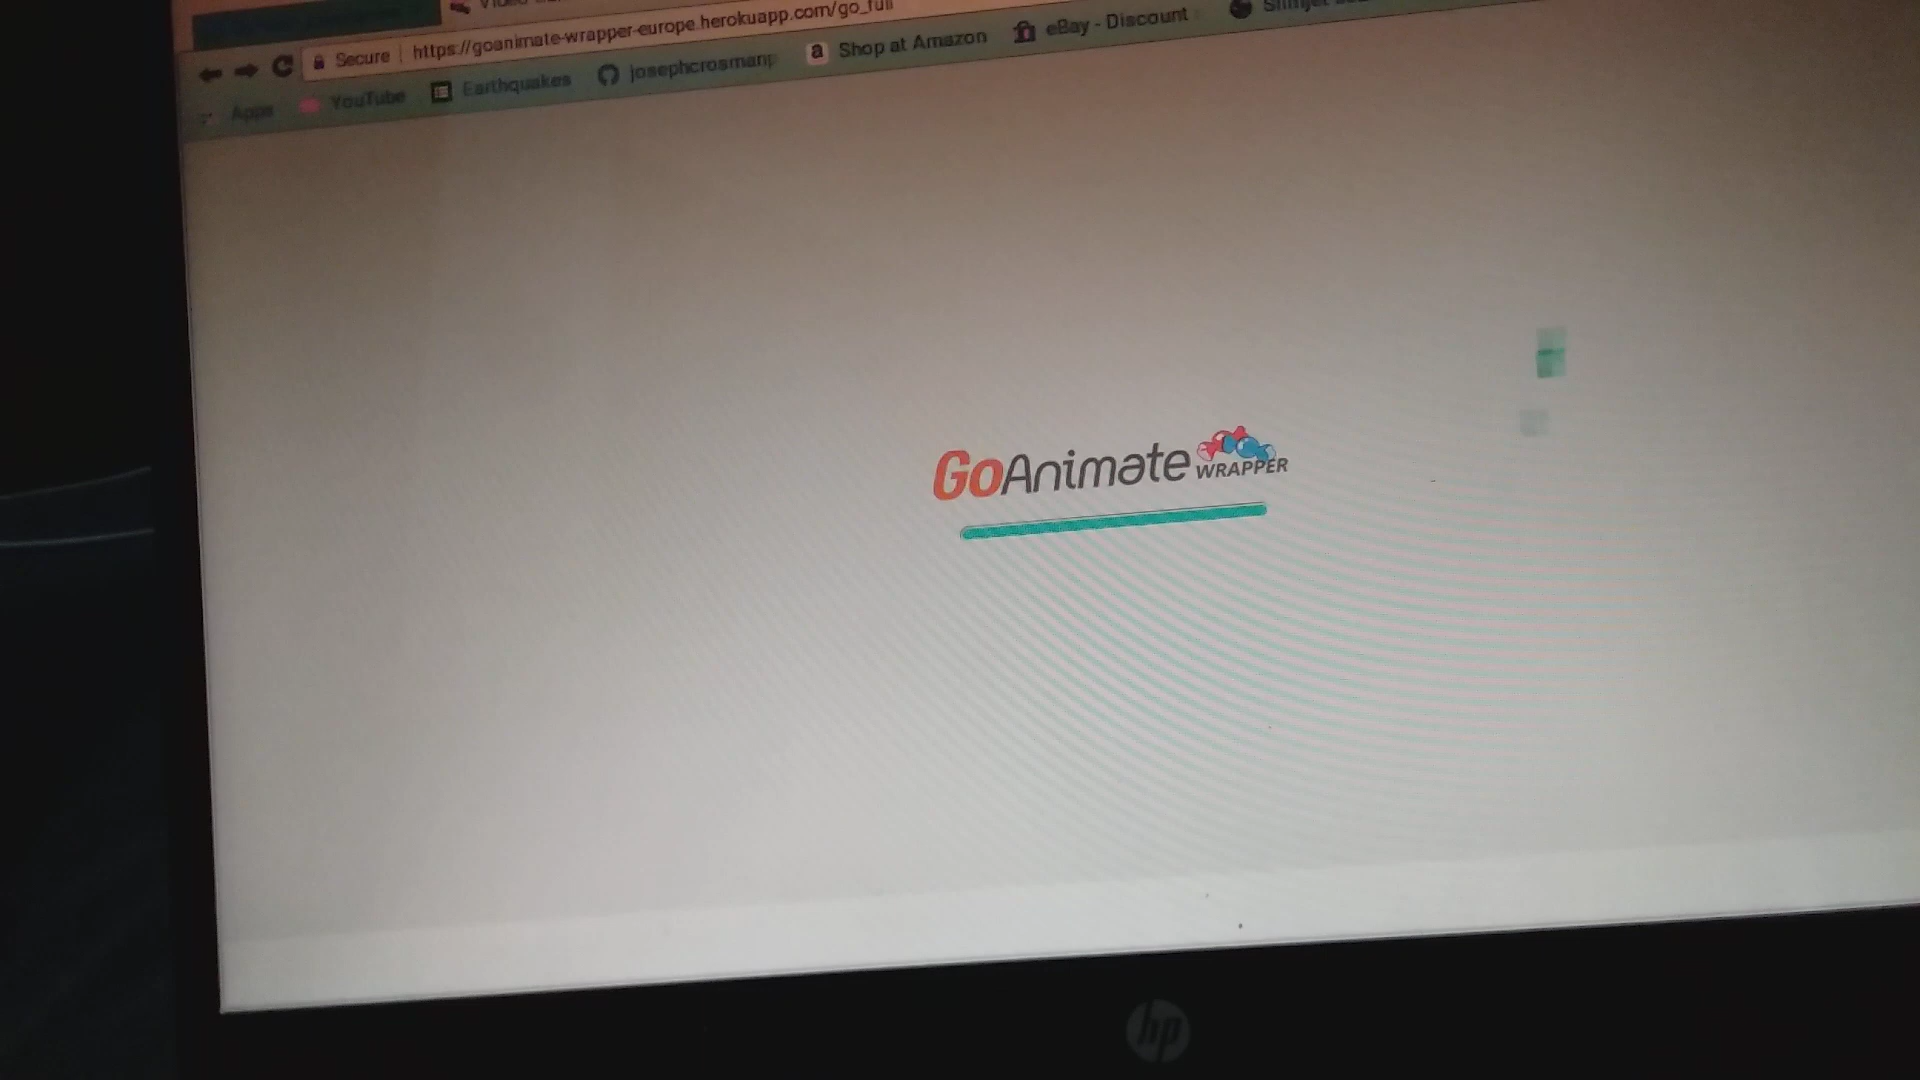 Secure | https://goanimate-wrapper-europe.herokuapp.com/go_full
Apps YouTube Earthquakes josephcrosmanp a Shop at Amazon eBay - Discount
GoAnimate WRAPPER
hp